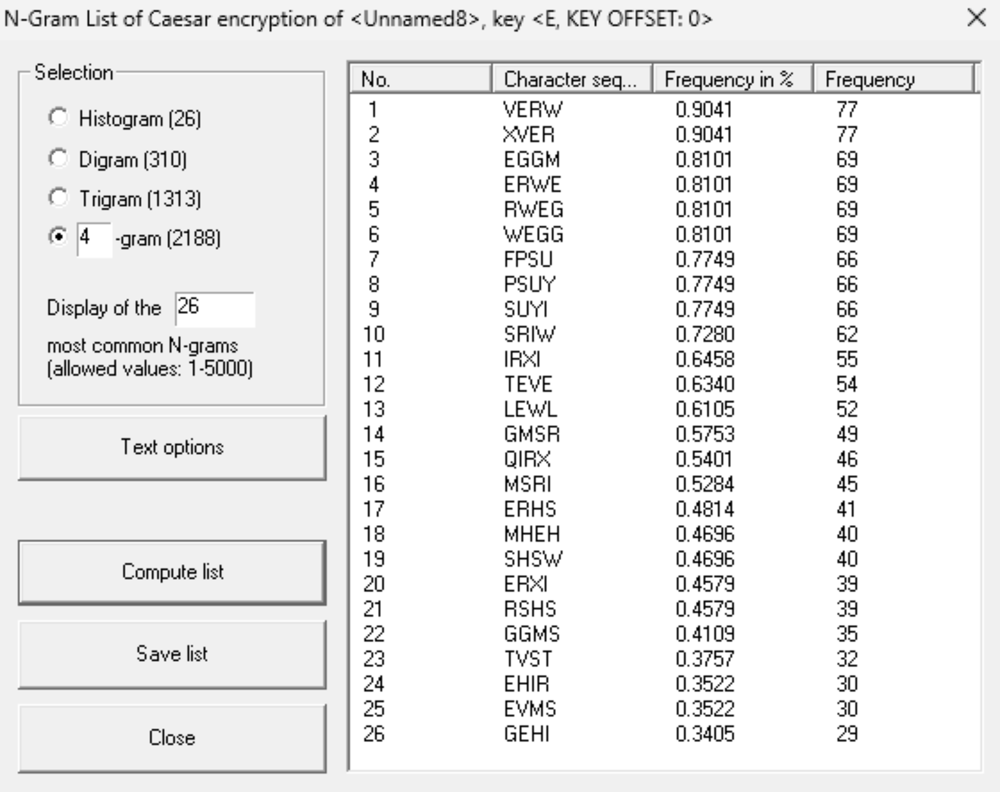 N-Gram List of Caesar encryption of <Unnamed8>, key <E, KEY OFFSET: 0>
Selection
Histogram (26)
Digram (310)
Trigram (1313)
4 -gram (2188)
Display of the 26
most common N-grams
(allowed values: 1-5000)
Text options
Compute list
Save list
Close
No. Character seq... Frequency in % Frequency
1 VERW 0.9041 77
2 XVER 0.9041 77
3 EGGM 0.8101 69
4 ERWE 0.8101 69
5 RWEG 0.8101 69
6 WEGG 0.8101 69
7 FPSU 0.7749 66
8 PSUY 0.7749 66
9 SUYI 0.7749 66
10 SRIW 0.7280 62
11 IRXI 0.6458 55
12 TEVE 0.6340 54
13 LEWL 0.6105 52
14 GMSR 0.5753 49
15 QIRX 0.5401 46
16 MSRI 0.5284 45
17 ERHS 0.4814 41
18 MHEH 0.4696 40
19 SHSW 0.4696 40
20 ERXI 0.4579 39
21 RSHS 0.4579 39
22 GGMS 0.4109 35
23 TVST 0.3757 32
24 EHIR 0.3522 30
25 EVMS 0.3522 30
26 GEHI 0.3405 29